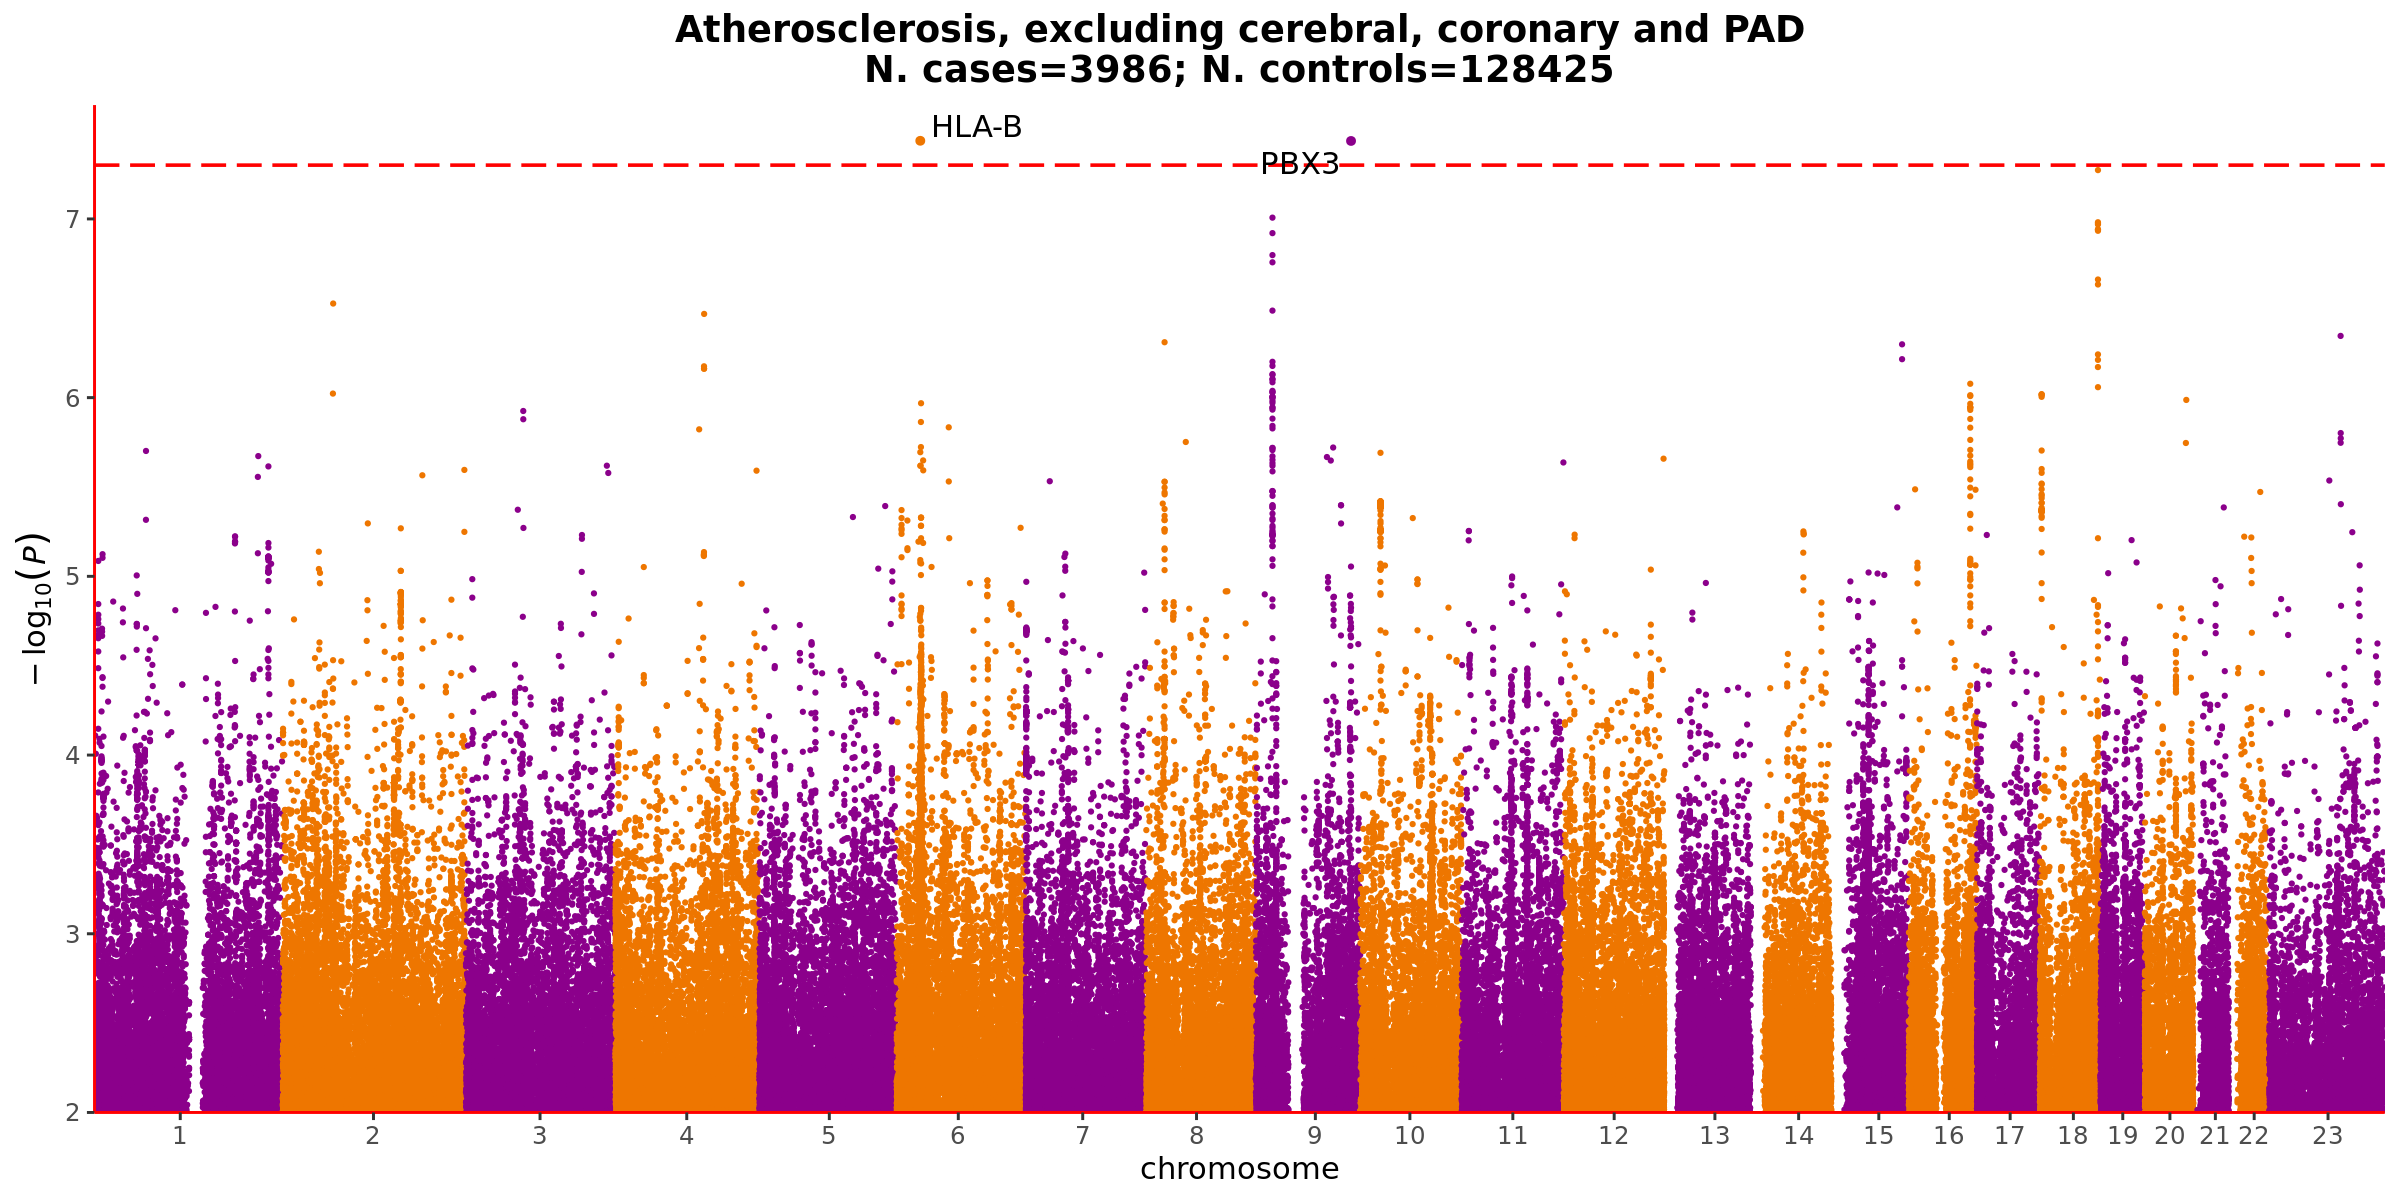 Atherosclerosis, excluding cerebral, coronary and PAD
N. cases=3986; N. controls=128425
HLA-B
PBX3
7
6
5
4
3
2
−log₁₀(P)
1 2 3 4 5 6 7 8 9 10 11 12 13 14 15 16 17 18 19 20 21 22 23
chromosome